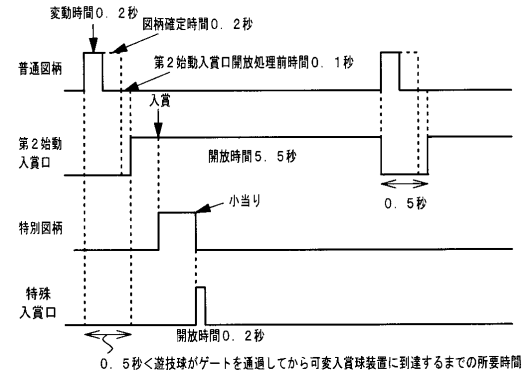 変動時間0.2秒
図柄確定時間0.2秒
普通図柄
第2始動入賞口開放処理前時間0.1秒
入賞
第2始動
入賞口
開放時間5.5秒
0.5秒
小当り
特別図柄
特殊
入賞口
開放時間0.2秒
0.5秒<遊技球がゲートを通過してから可変入賞球装置に到達するまでの所要時間